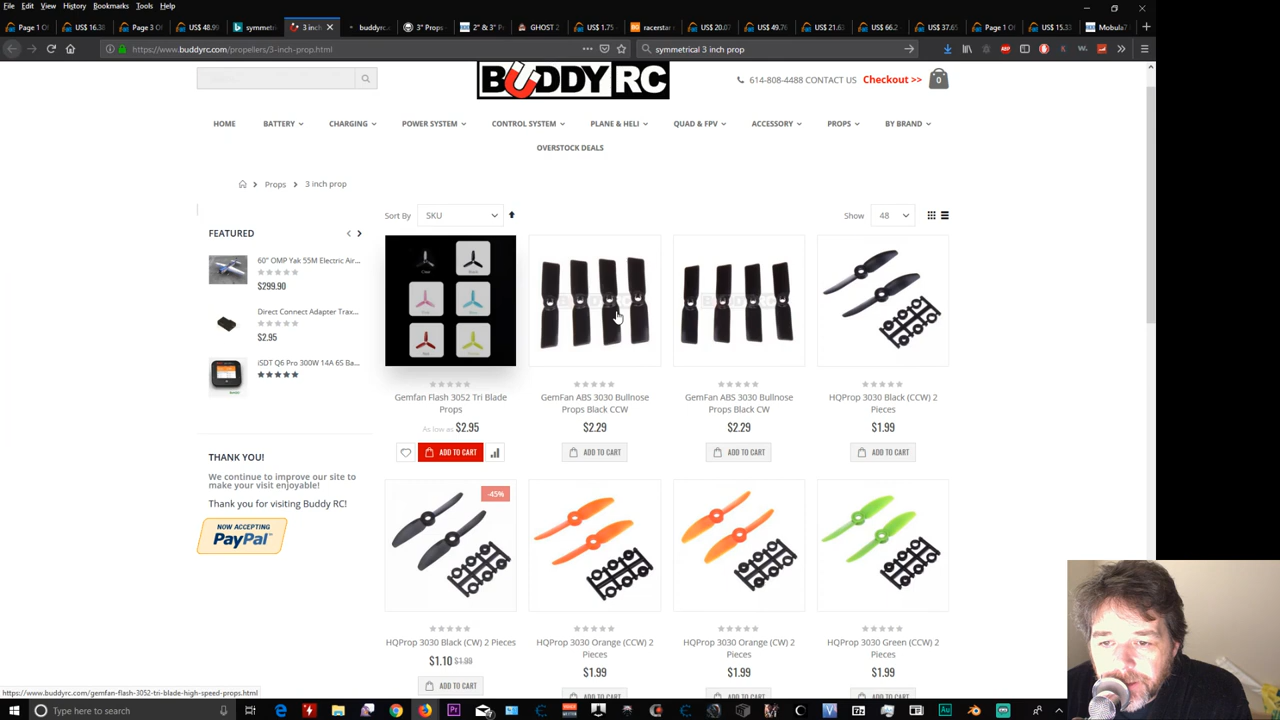 File Edit View History Bookmarks Tools Help
Page 1 O
US $ 16.38
Page 3 O
US $ 48.99
symmetri
3 inch
buddyrc.com
3" Props
2" & 3" P
GHOST 2
US $ 1.75 -
racestar
US $ 20.0
US $ 49.76
US $ 21.6
US $ 66.2
US $ 37.65
Page 1 O
US $ 15.33
Mobula7
https://www.buddyrc.com/propellers/3-inch-prop.html
symmetrical 3 inch prop
BUDDY RC
614-808-4488 CONTACT US Checkout >> 0
HOME BATTERY CHARGING POWER SYSTEM CONTROL SYSTEM PLANE & HELI QUAD & FPV ACCESSORY PROPS BY BRAND
OVERSTOCK DEALS
Props > 3 inch prop
Sort By SKU Show 48
FEATURED
60" OMP Yak 55M Electric Air...
$299.90
Direct Connect Adapter Trax...
$2.95
iSDT Q6 Pro 300W 14A 6S Ba...
THANK YOU!
We continue to improve our site to
make your visit enjoyable!
Thank you for visiting Buddy RC!
NOW ACCEPTING
PayPal
Gemfan Flash 3052 Tri Blade
Props
As low as $2.95
ADD TO CART
GemFan ABS 3030 Bullnose
Props Black CCW
$2.29
ADD TO CART
GemFan ABS 3030 Bullnose
Props Black CW
$2.29
ADD TO CART
HQProp 3030 Black (CCW) 2
Pieces
$1.99
ADD TO CART
-45%
HQProp 3030 Black (CW) 2 Pieces
$1.10 $1.99
ADD TO CART
HQProp 3030 Orange (CCW) 2
Pieces
$1.99
ADD TO CART
HQProp 3030 Orange (CW) 2
Pieces
$1.99
ADD TO CART
HQProp 3030 Green (CCW) 2
Pieces
$1.99
ADD TO CART
https://www.buddyrc.com/gemfan-flash-3052-tri-blade-high-speed-props.html
Type here to search